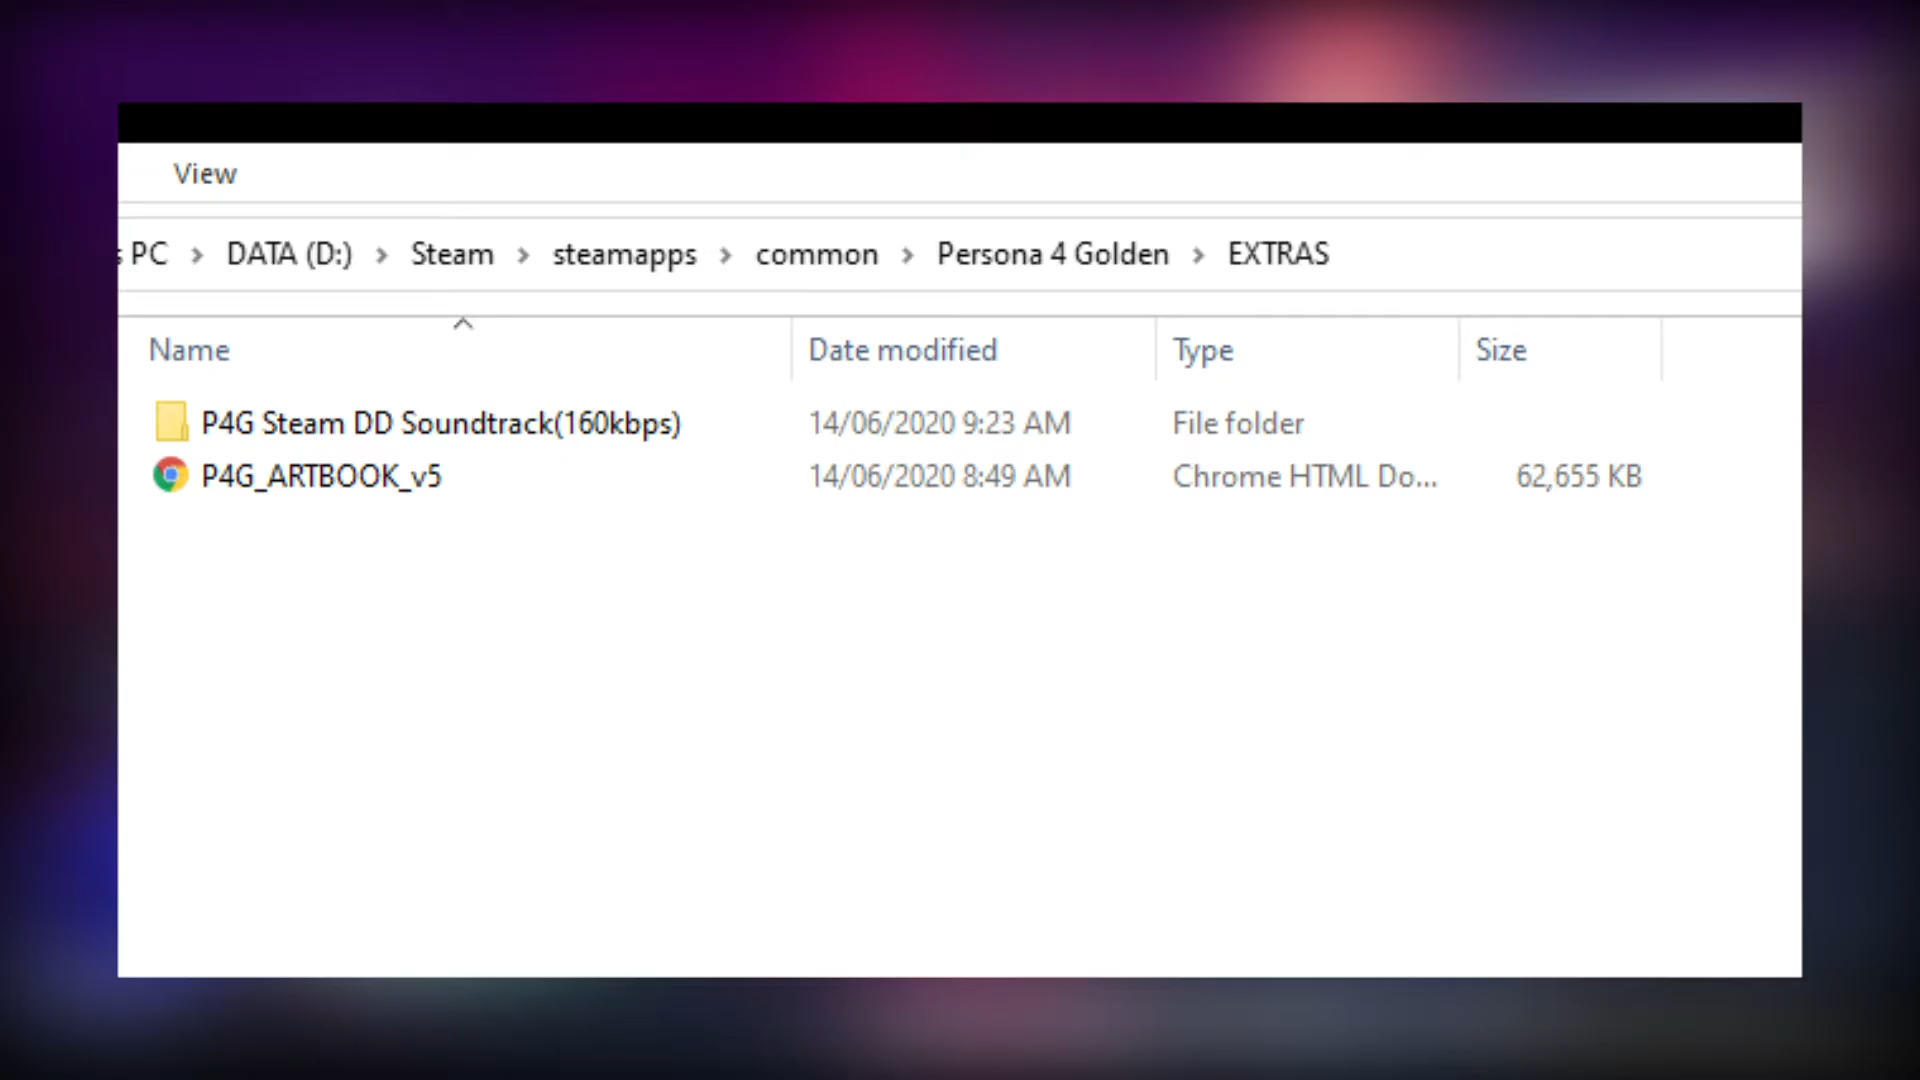 View
s PC > DATA (D:) > Steam > steamapps > common > Persona 4 Golden > EXTRAS
Name Date modified Type Size
P4G Steam DD Soundtrack(160kbps) 14/06/2020 9:23 AM File folder
P4G_ARTBOOK_v5 14/06/2020 8:49 AM Chrome HTML Do... 62,655 KB